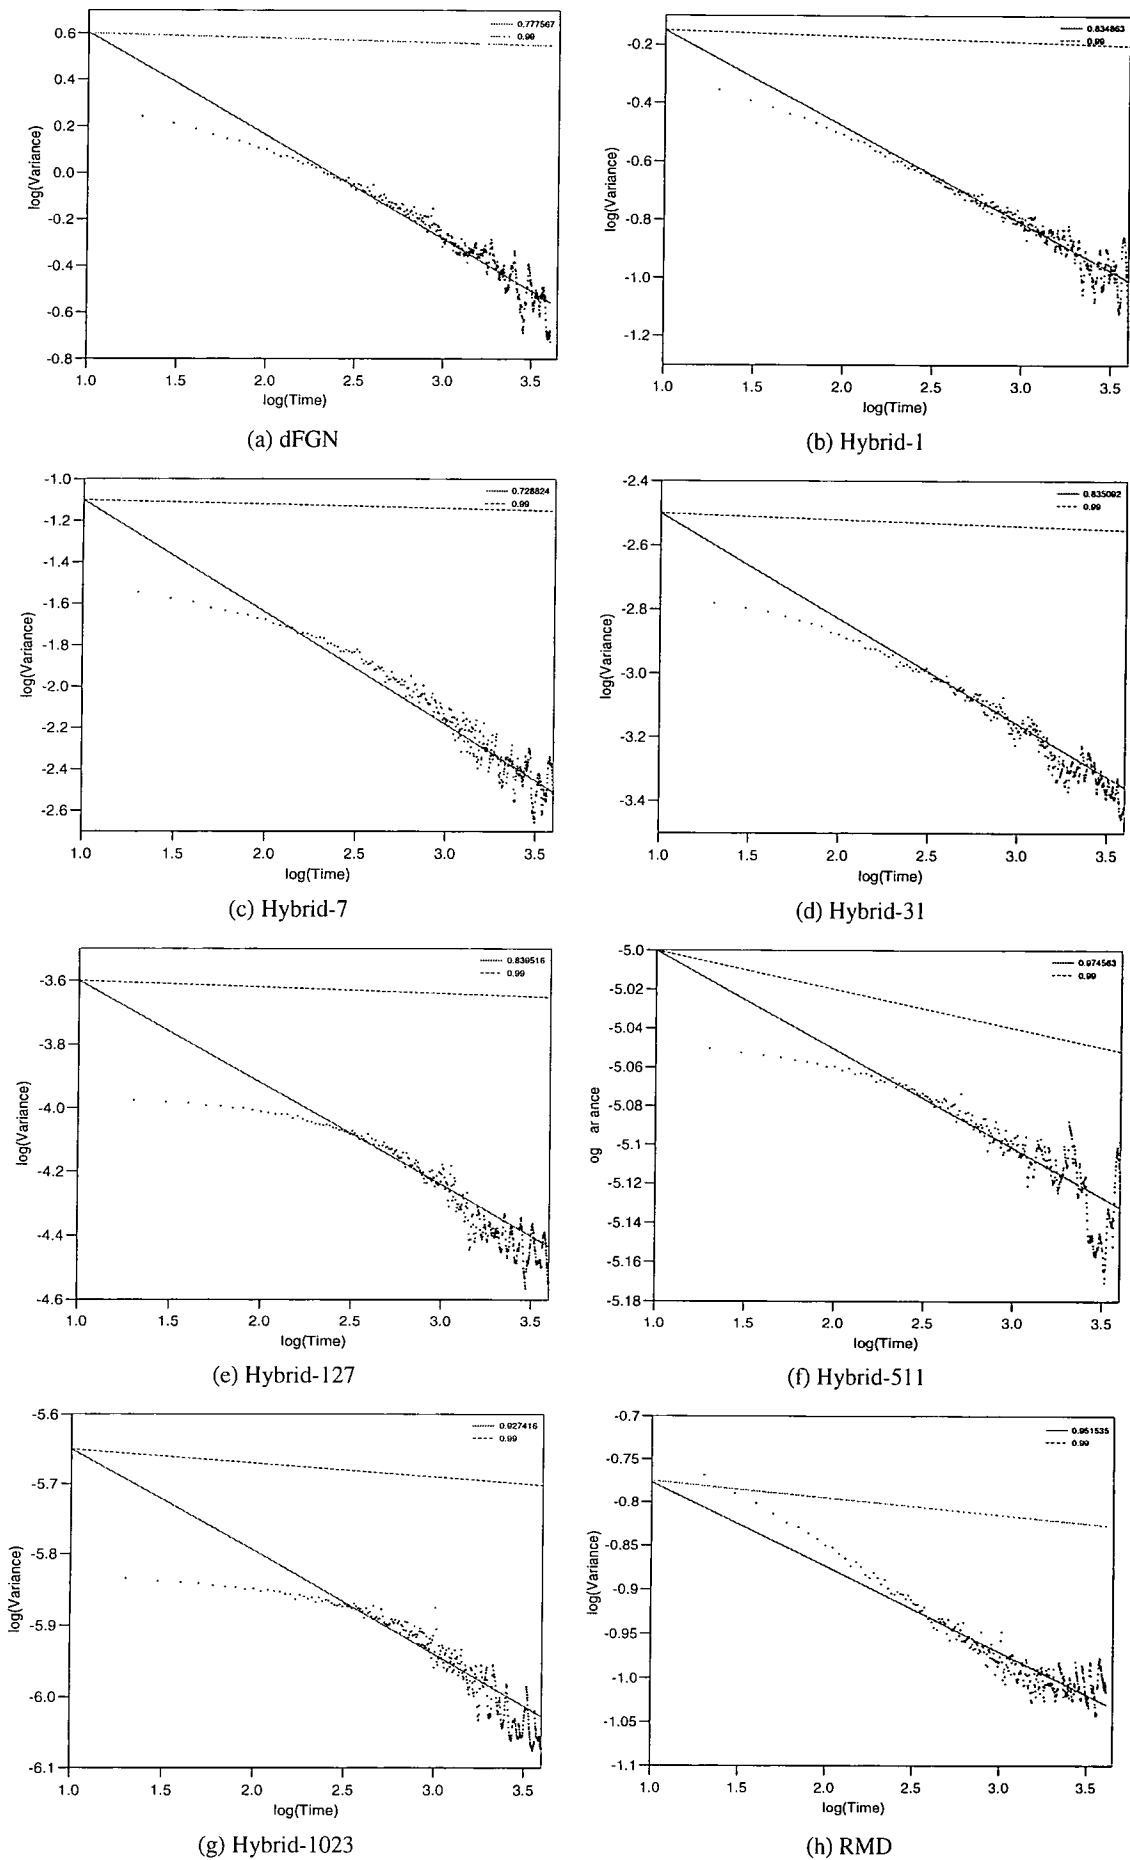 0.777567
0.99
0.6
0.4
0.2
0.0
-0.2
-0.4
-0.6
-0.8
log(Variance)
1.0 1.5 2.0 2.5 3.0 3.5
log(Time)
(a) dFGN
0.834863
0.99
-0.2
-0.4
-0.6
-0.8
-1.0
-1.2
log(Variance)
1.0 1.5 2.0 2.5 3.0 3.5
log(Time)
(b) Hybrid-1
0.728824
0.99
-1.0
-1.2
-1.4
-1.6
-1.8
-2.0
-2.2
-2.4
-2.6
log(Variance)
1.0 1.5 2.0 2.5 3.0 3.5
log(Time)
(c) Hybrid-7
0.835092
0.99
-2.4
-2.6
-2.8
-3.0
-3.2
-3.4
log(Variance)
1.0 1.5 2.0 2.5 3.0 3.5
log(Time)
(d) Hybrid-31
0.839516
0.99
-3.6
-3.8
-4.0
-4.2
-4.4
-4.6
log(Variance)
1.0 1.5 2.0 2.5 3.0 3.5
log(Time)
(e) Hybrid-127
0.974563
0.99
-5.0
-5.02
-5.04
-5.06
-5.08
-5.1
-5.12
-5.14
-5.16
-5.18
og ar ance
1.0 1.5 2.0 2.5 3.0 3.5
log(Time)
(f) Hybrid-511
0.927416
0.99
-5.6
-5.7
-5.8
-5.9
-6.0
-6.1
log(Variance)
1.0 1.5 2.0 2.5 3.0 3.5
log(Time)
(g) Hybrid-1023
0.951535
0.99
-0.7
-0.75
-0.8
-0.85
-0.9
-0.95
-1.0
-1.05
-1.1
log(Variance)
1.0 1.5 2.0 2.5 3.0 3.5
log(Time)
(h) RMD